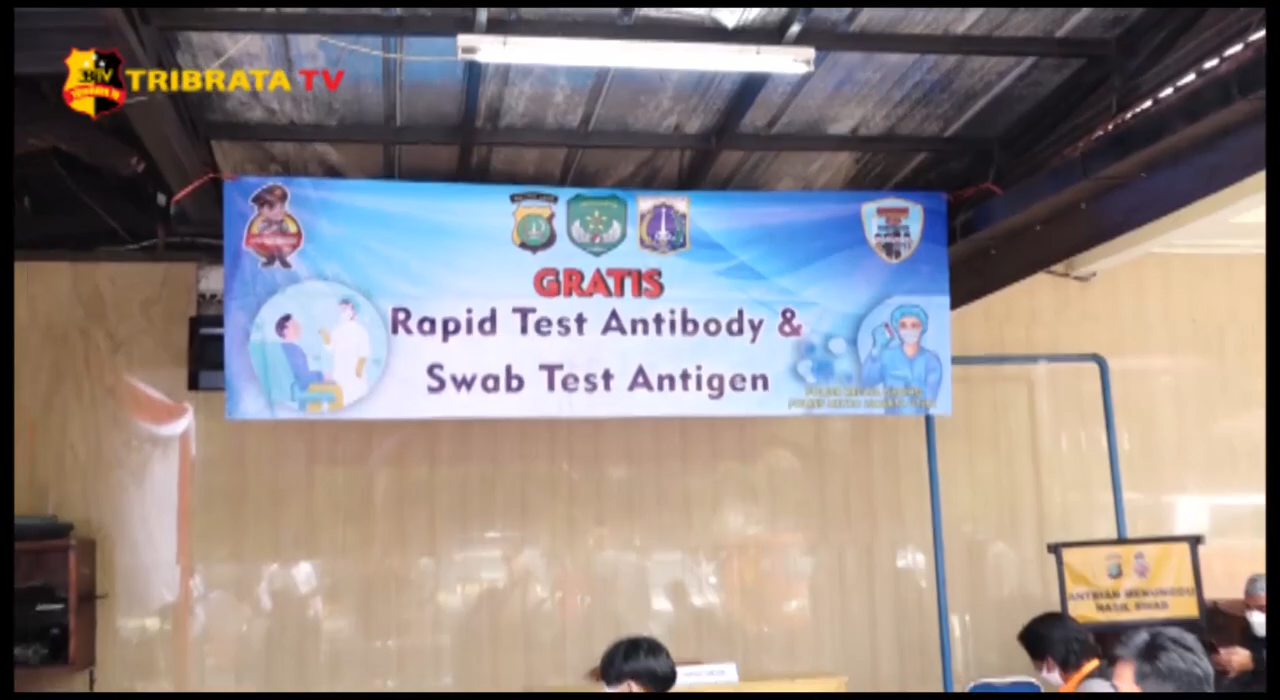 TRIBRATA TV
GRATIS
Rapid Test Antibody &
Swab Test Antigen
ANTRIAN MENUNGGU
HASIL SWAB